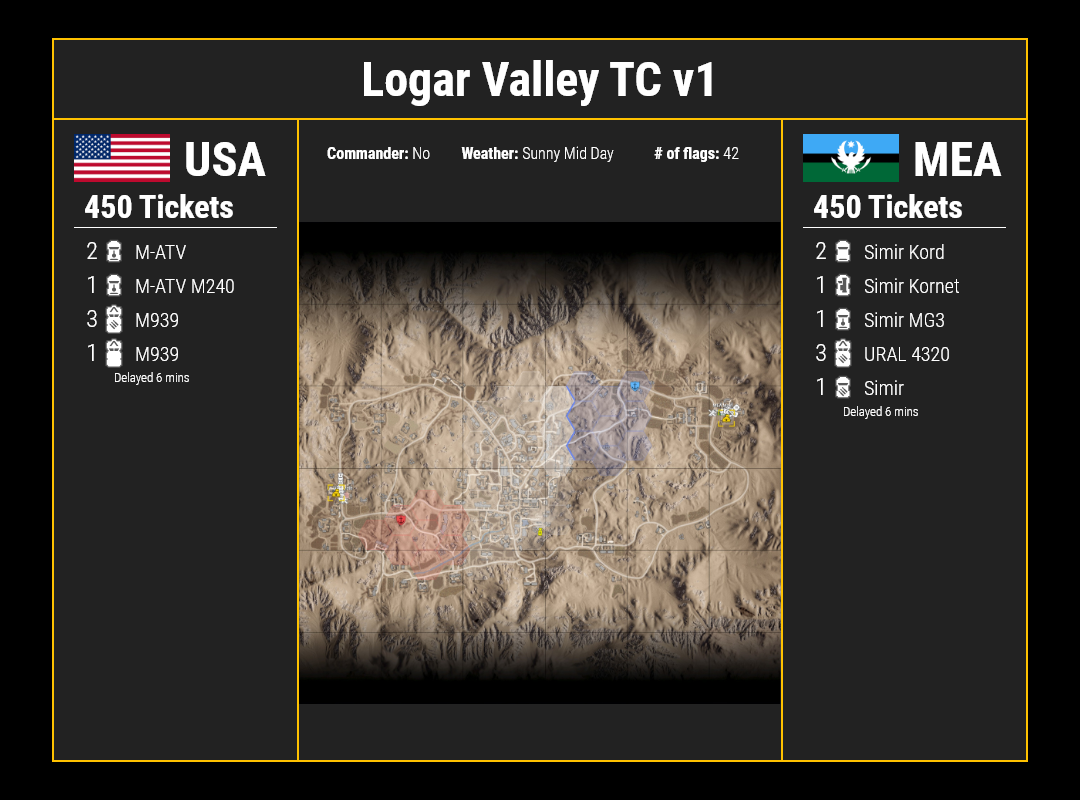 Logar Valley TC v1
USA
450 Tickets
2 M-ATV
1 M-ATV M240
3 M939
1 M939
Delayed 6 mins
Commander: No Weather: Sunny Mid Day # of flags: 42
MEA
450 Tickets
2 Simir Kord
1 Simir Kornet
1 Simir MG3
3 URAL 4320
1 Simir
Delayed 6 mins